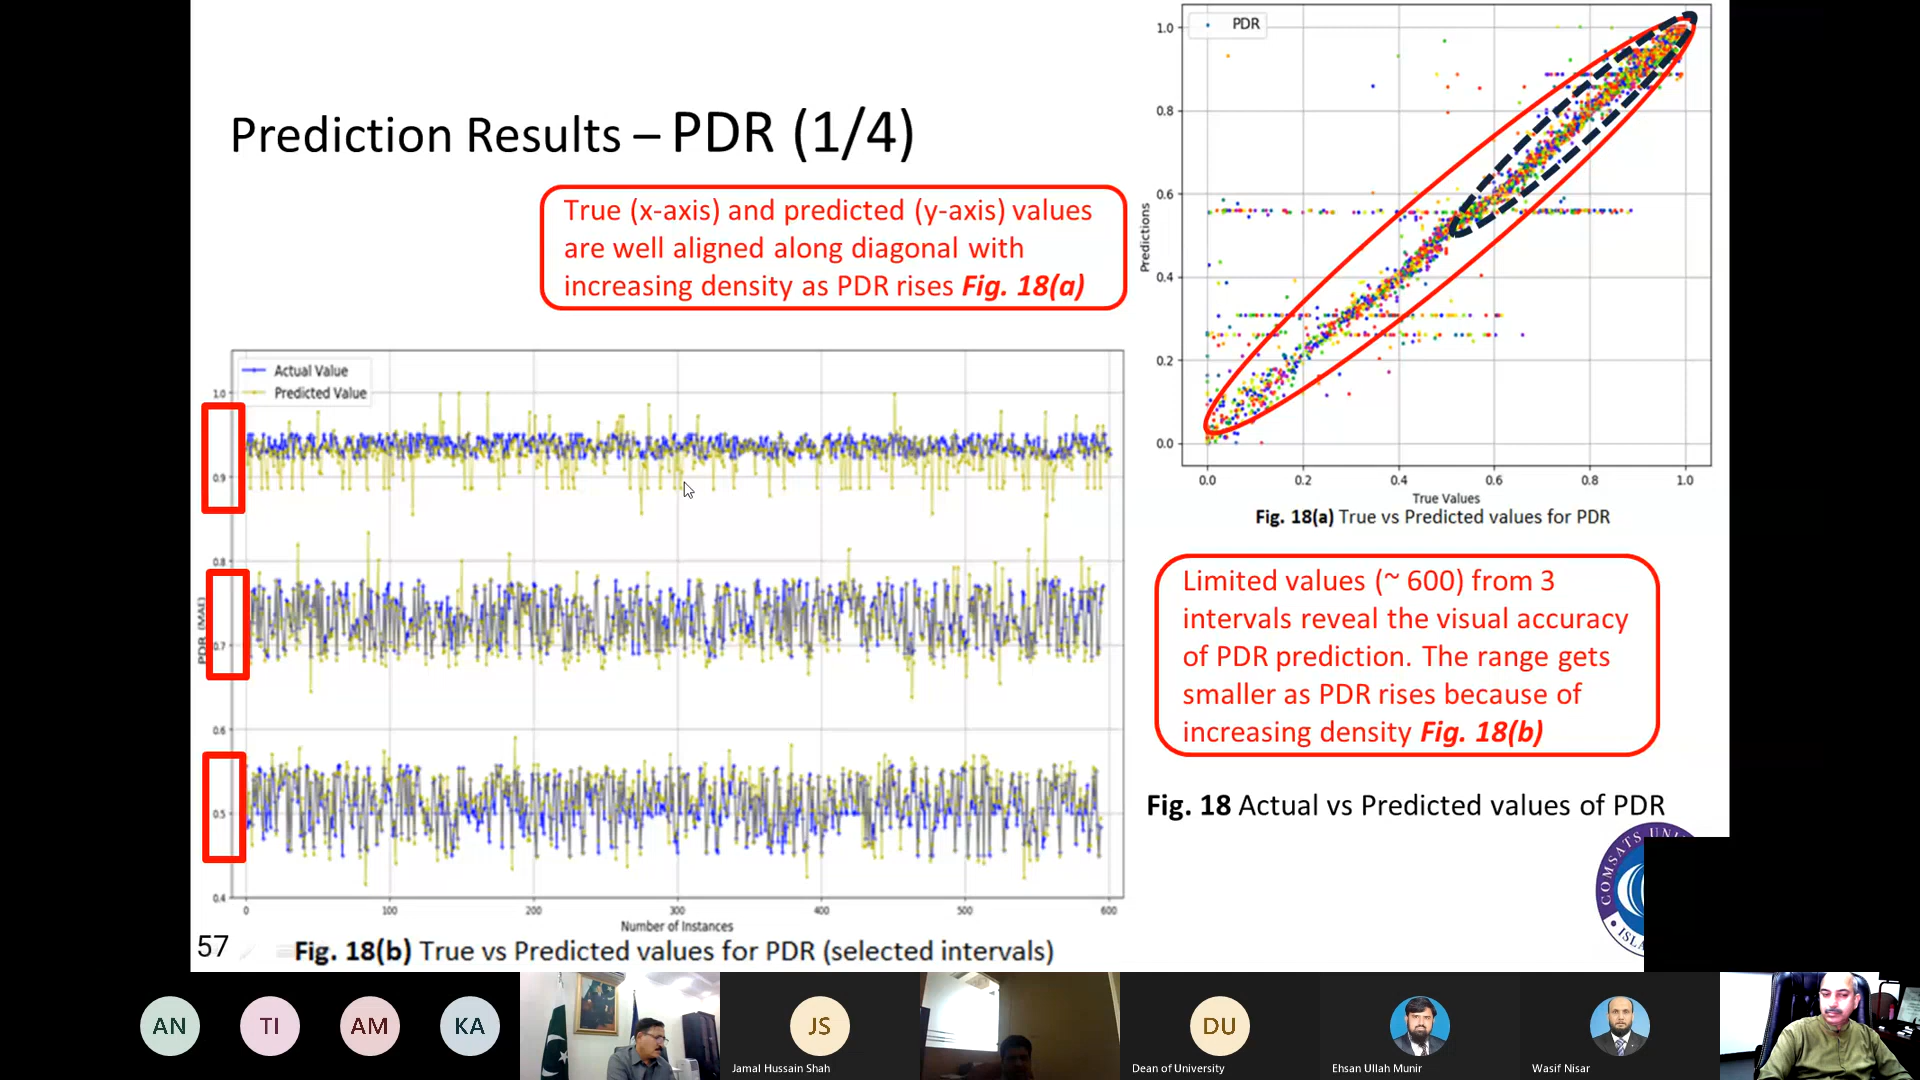 Prediction Results – PDR (1/4)
True (x-axis) and predicted (y-axis) values
are well aligned along diagonal with
increasing density as PDR rises Fig. 18(a)
PDR
1.0
0.8
0.6
0.4
0.2
0.0
Predictions
0.0 0.2 0.4 0.6 0.8 1.0
True Values
Fig. 18(a) True vs Predicted values for PDR
Actual Value
Predicted Value
1.0
0.9
0.8
0.7
0.6
0.5
0.4
PDR (MAC)
0 100 200 300 400 500 600
Number of Instances
Fig. 18(b) True vs Predicted values for PDR (selected intervals)
Limited values (~ 600) from 3
intervals reveal the visual accuracy
of PDR prediction. The range gets
smaller as PDR rises because of
increasing density Fig. 18(b)
Fig. 18 Actual vs Predicted values of PDR
COMSATS UNI
ISL
57
AN
TI
AM
KA
JS
Jamal Hussain Shah
DU
Dean of University
Ehsan Ullah Munir
Wasif Nisar